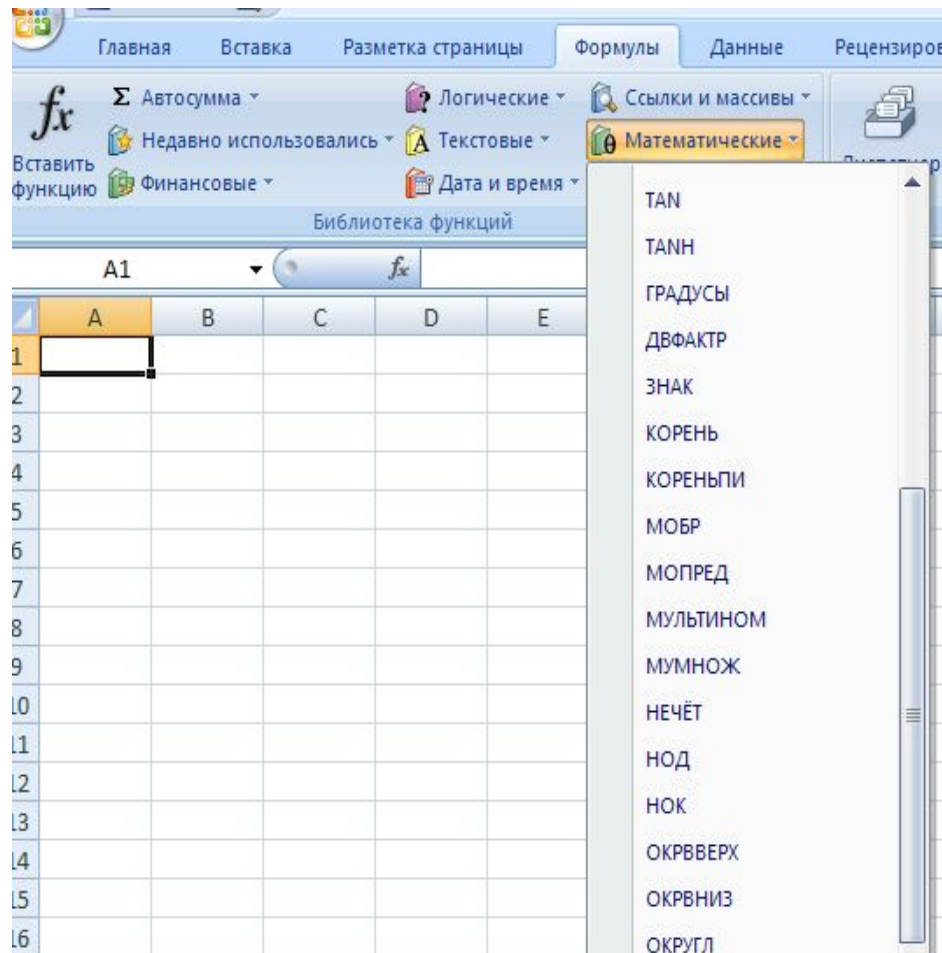 Главная Вставка Разметка страницы Формулы Данные Рецензиров
fx Вставить функцию
Σ Автосумма
Недавно использовались
Финансовые
Логические
Текстовые
Дата и время
Ссылки и массивы
Математические
Библиотека функций
A1 fx
A B C D E
1
2
3
4
5
6
7
8
9
10
11
12
13
14
15
16
TAN
TANH
ГРАДУСЫ
ДВФАКТР
ЗНАК
КОРЕНЬ
КОРЕНЬПИ
МОБР
МОПРЕД
МУЛЬТИНОМ
МУМНОЖ
НЕЧЁТ
НОД
НОК
ОКРВВЕРХ
ОКРВНИЗ
ОКРУГЛ